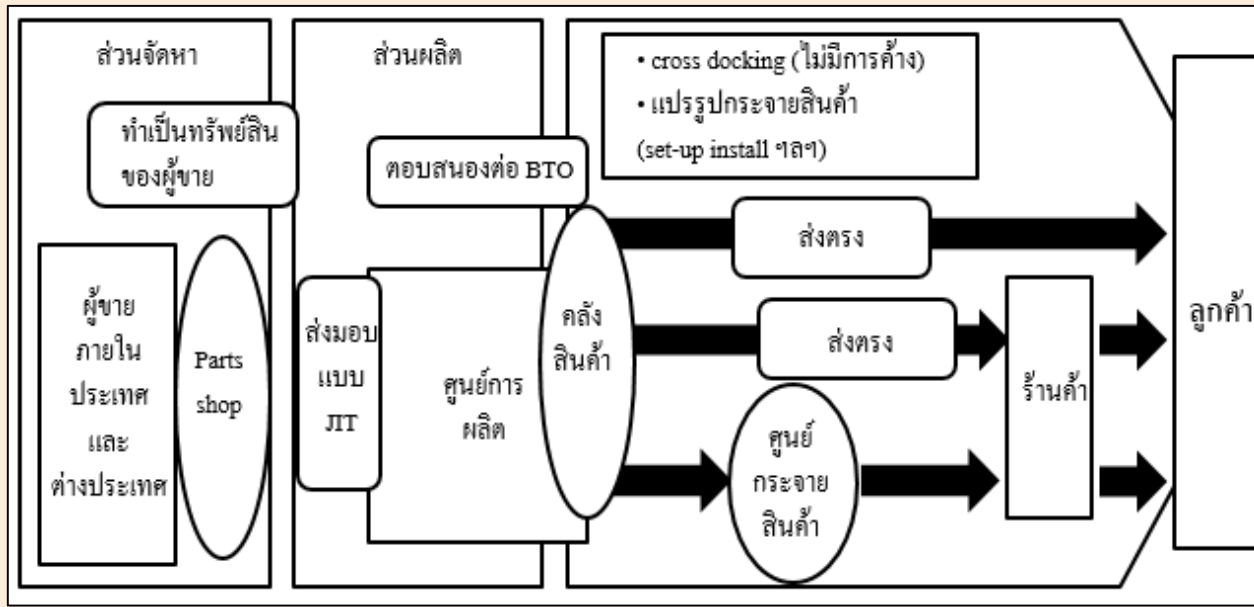 ส่วนจัดหา
ทำเป็นทรัพย์สิน
ของผู้ขาย
ผู้ขาย
ภายใน
ประเทศ
และ
ต่างประเทศ
Parts
shop
ส่วนผลิต
ตอบสนองต่อ BTO
ส่งมอบ
แบบ
JIT
ศูนย์การ
ผลิต
คลัง
สินค้า
• cross docking (ไม่มีการค้าง)
• แปรรูปกระจายสินค้า
(set-up install ฯลฯ)
ส่งตรง
ส่งตรง
ศูนย์
กระจาย
สินค้า
ร้านค้า
ลูกค้า